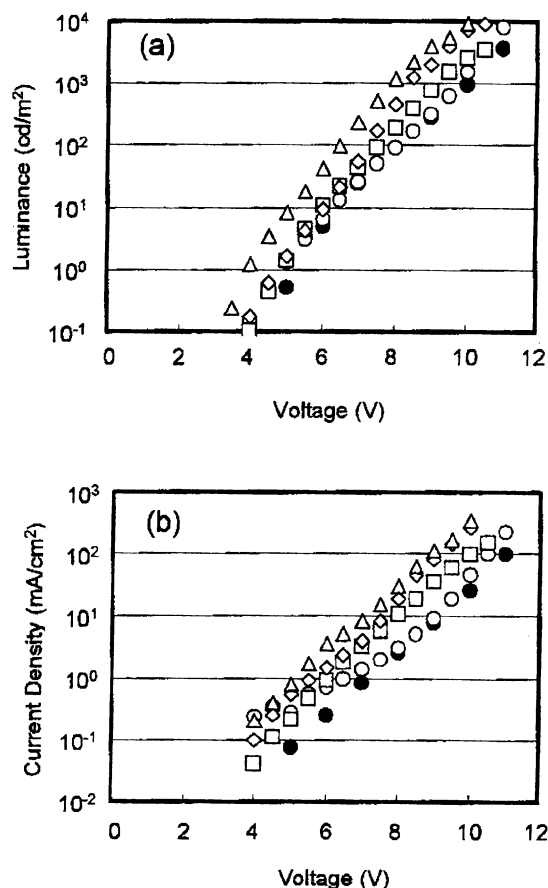 (a)
10⁴
10³
10²
10¹
10⁰
10⁻¹
Luminance (cd/m²)
0 2 4 6 8 10 12
Voltage (V)
(b)
10³
10²
10¹
10⁰
10⁻¹
10⁻²
Current Density (mA/cm²)
0 2 4 6 8 10 12
Voltage (V)